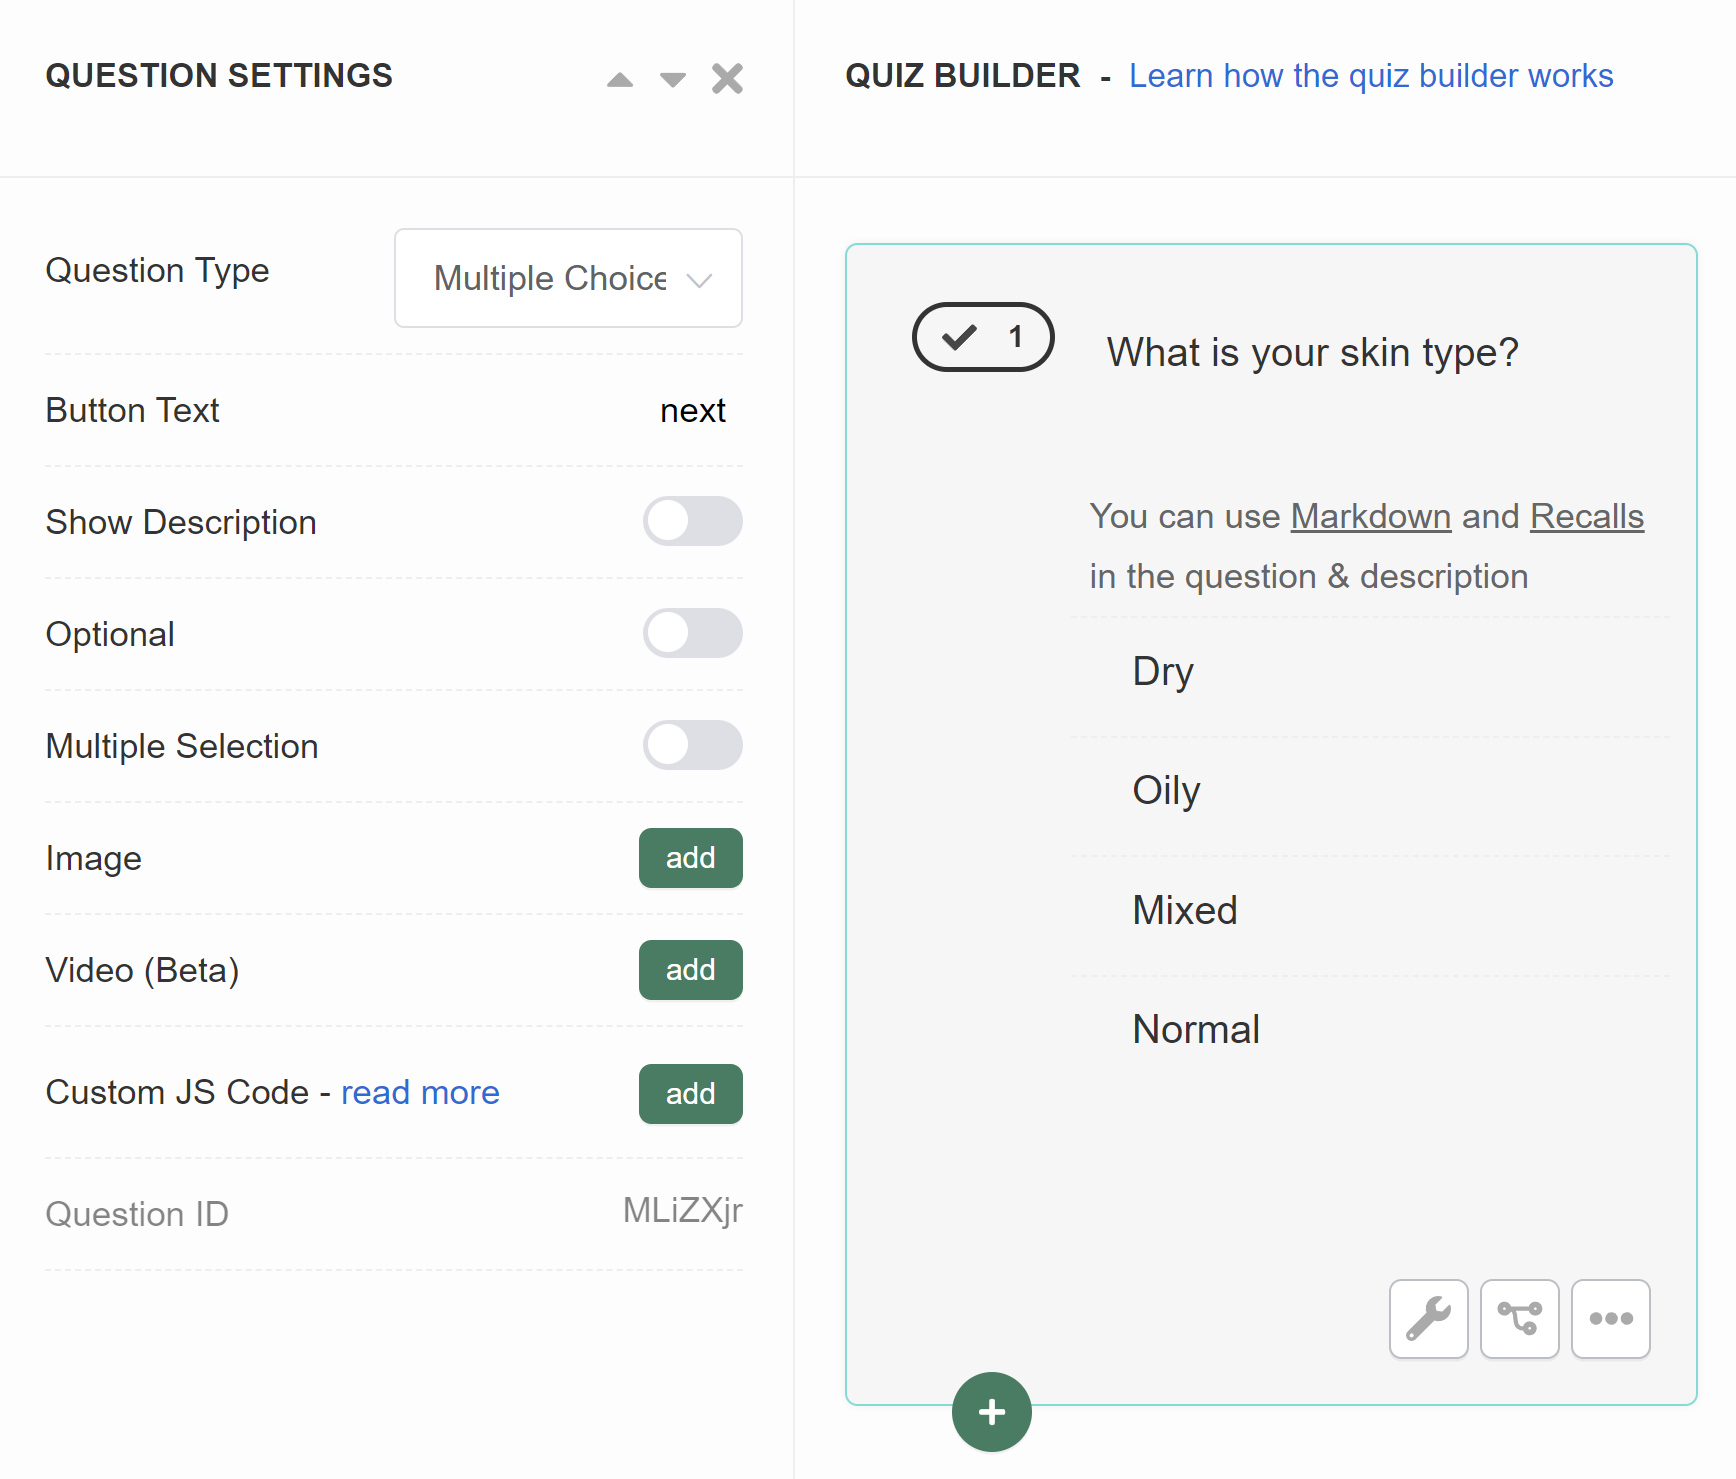 QUESTION SETTINGS
Question Type
Multiple Choice
Button Text
next
Show Description
Optional
Multiple Selection
Image
add
Video (Beta)
add
Custom JS Code - read more
add
Question ID
MLiZXjr
QUIZ BUILDER - Learn how the quiz builder works
1
What is your skin type?
You can use Markdown and Recalls
in the question & description
Dry
Oily
Mixed
Normal